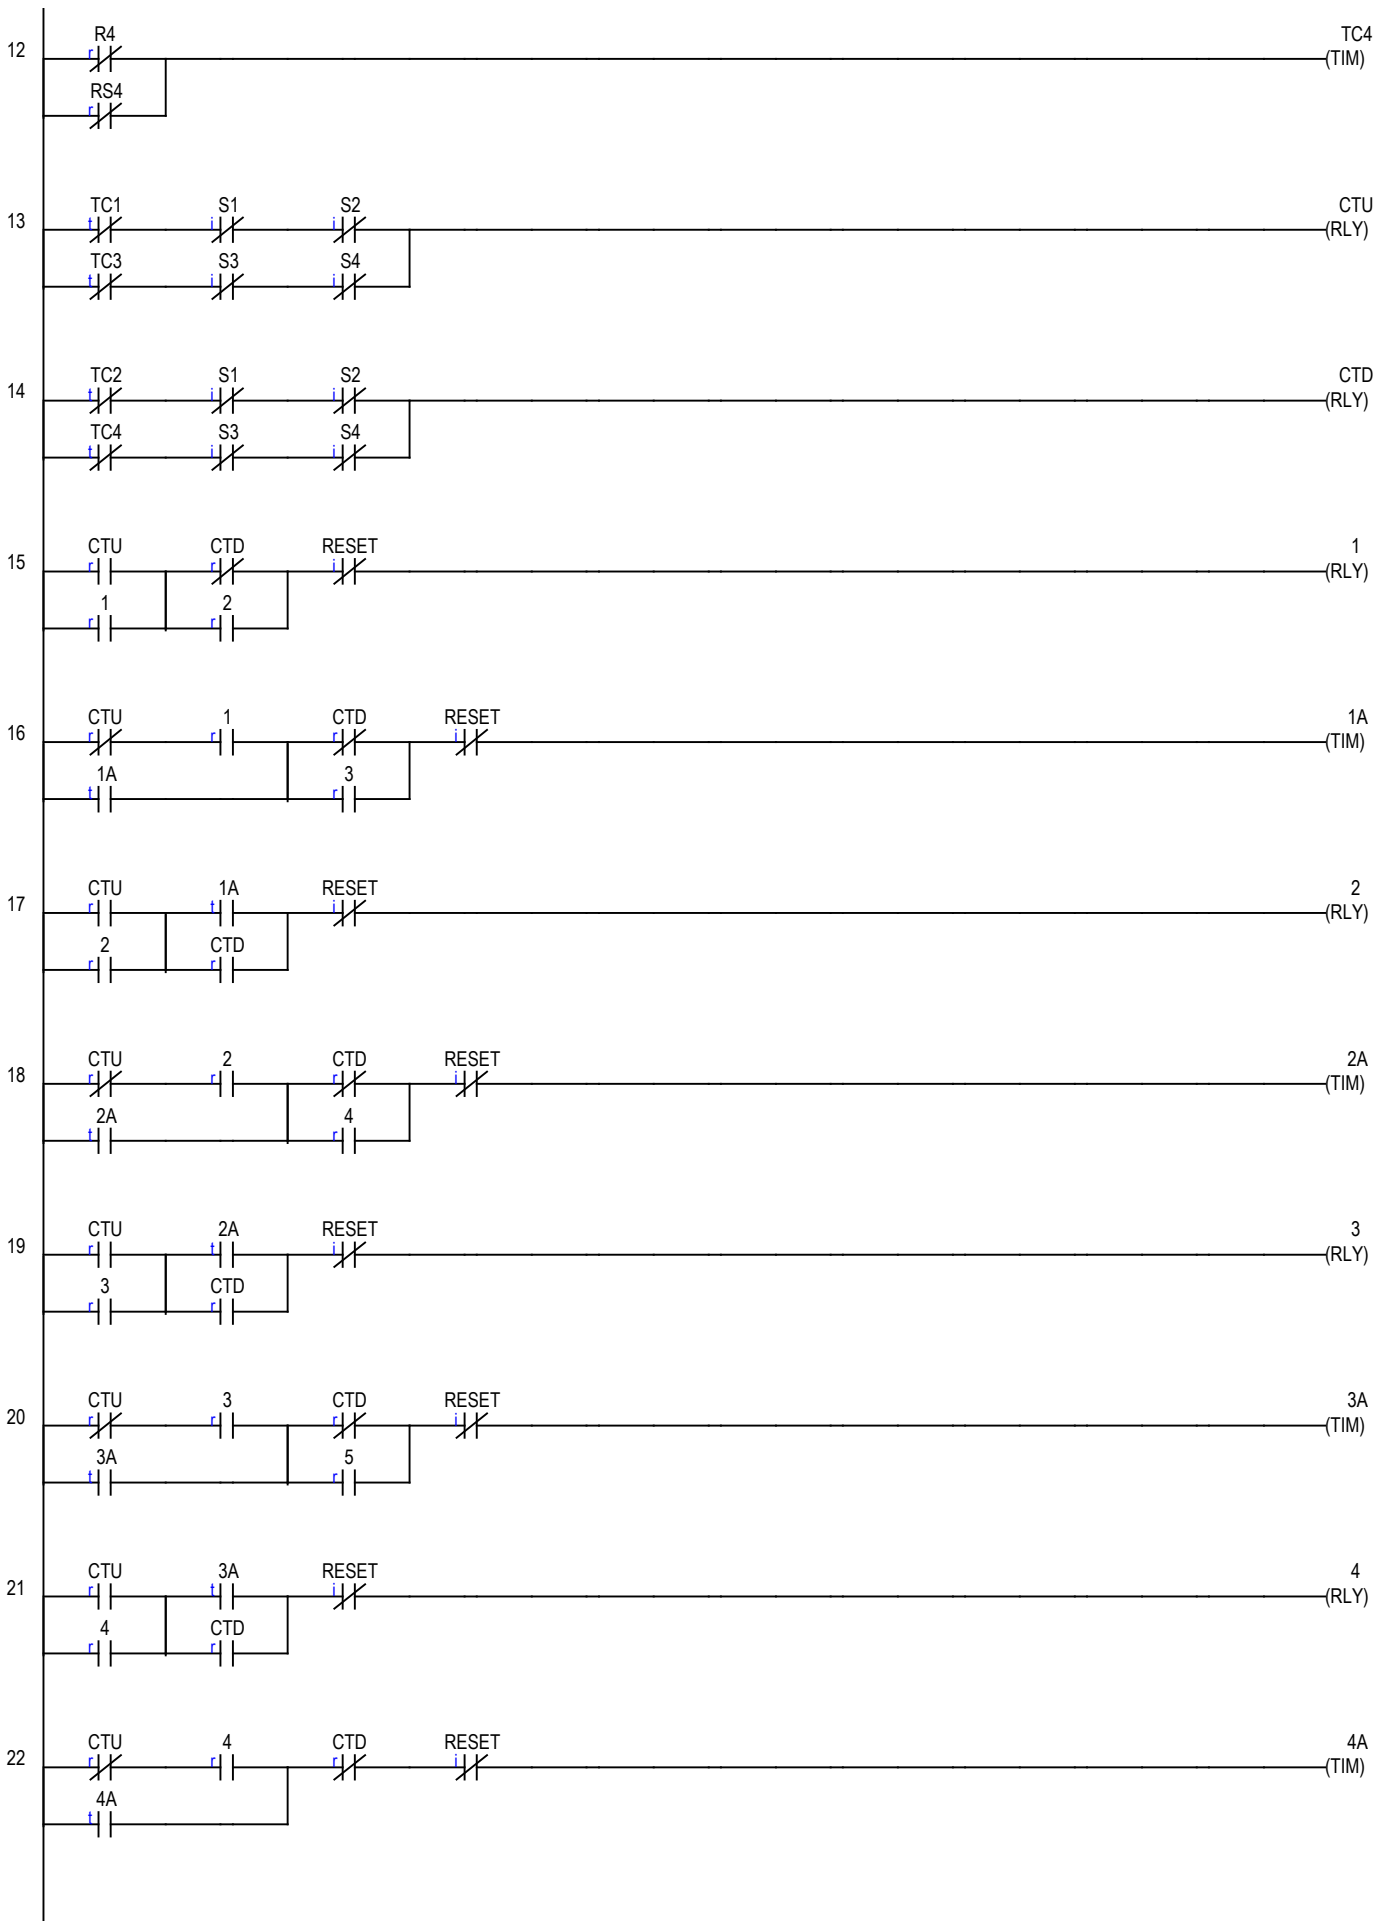 R4 TC4
12 r (TIM)
RS4
r
TC1 S1 S2 CTU
13 t i i (RLY)
TC3 S3 S4
t i i
TC2 S1 S2 CTD
14 t i i (RLY)
TC4 S3 S4
t i i
CTU CTD RESET 1
15 r r i (RLY)
1 2
r r
CTU 1 CTD RESET 1A
16 r r r i (TIM)
1A 3
t r
CTU 1A RESET 2
17 r t i (RLY)
2 CTD
r r
CTU 2 CTD RESET 2A
18 r r r i (TIM)
2A 4
t r
CTU 2A RESET 3
19 r t i (RLY)
3 CTD
r r
CTU 3 CTD RESET 3A
20 r r r i (TIM)
3A 5
t r
CTU 3A RESET 4
21 r t i (RLY)
4 CTD
r r
CTU 4 CTD RESET 4A
22 r r r i (TIM)
4A
t